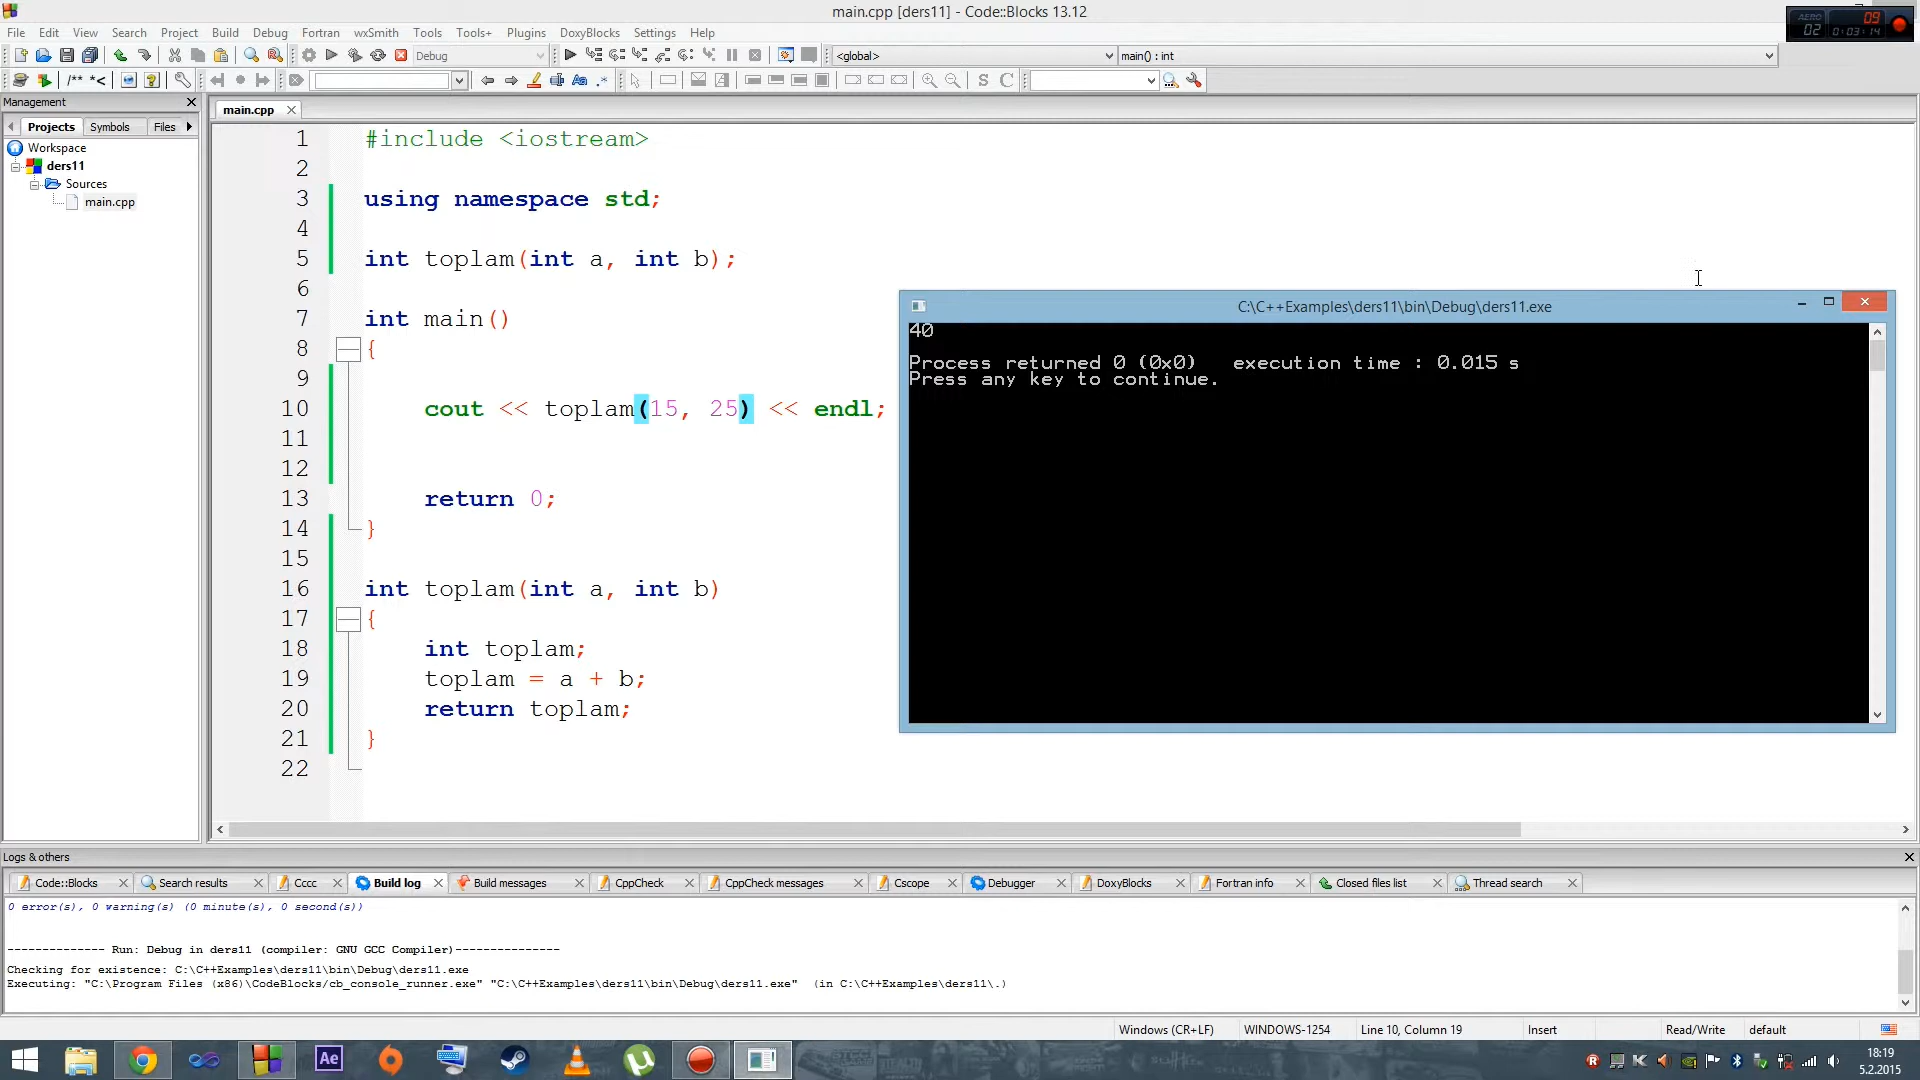 main.cpp [ders11] - Code::Blocks 13.12
File Edit View Search Project Build Debug Fortran wxSmith Tools Tools+ Plugins DoxyBlocks Settings Help
Debug
<global>
main() : int
AERO 02 09 0:03:14
/** *<
S C
Management
Projects Symbols Files
Workspace
ders11
Sources
main.cpp
main.cpp
1 #include <iostream>
2
3 using namespace std;
4
5 int toplam(int a, int b);
6
7 int main()
8 {
9
10 cout << toplam(15, 25) << endl;
11
12
13 return 0;
14 }
15
16 int toplam(int a, int b)
17 {
18 int toplam;
19 toplam = a + b;
20 return toplam;
21 }
22
C:\C++Examples\ders11\bin\Debug\ders11.exe
40
Process returned 0 (0x0)   execution time : 0.015 s
Press any key to continue.
Logs & others
Code::Blocks Search results Cccc Build log Build messages CppCheck CppCheck messages Cscope Debugger DoxyBlocks Fortran info Closed files list Thread search
0 error(s), 0 warning(s) (0 minute(s), 0 second(s))
-------------- Run: Debug in ders11 (compiler: GNU GCC Compiler)---------------
Checking for existence: C:\C++Examples\ders11\bin\Debug\ders11.exe
Executing: "C:\Program Files (x86)\CodeBlocks/cb_console_runner.exe" "C:\C++Examples\ders11\bin\Debug\ders11.exe"  (in C:\C++Examples\ders11\.)
Windows (CR+LF) WINDOWS-1254 Line 10, Column 19 Insert Read/Write default
Ae
18:19
5.2.2015